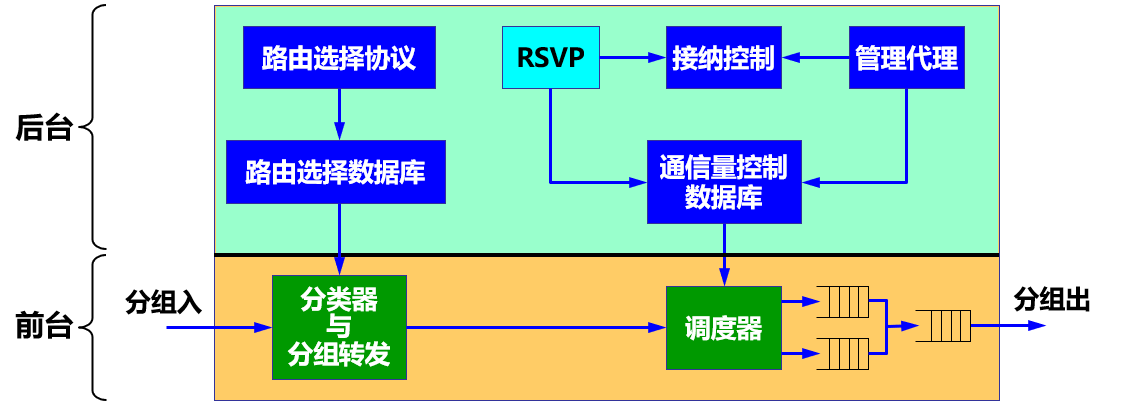 后台
路由选择协议
RSVP
接纳控制
管理代理
路由选择数据库
通信量控制
数据库
前台
分组入
分类器
与
分组转发
调度器
分组出